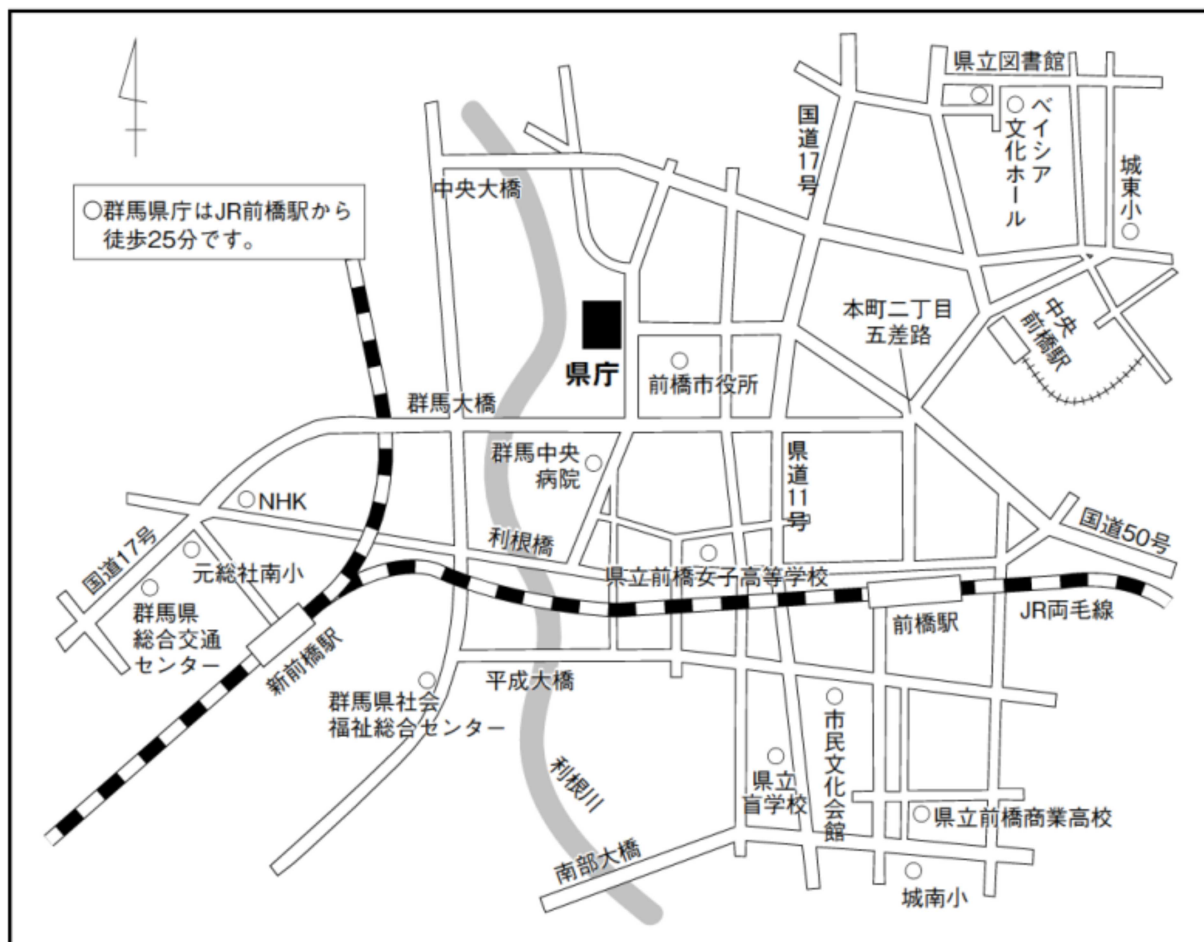 県立図書館
ベイシア
文化ホール
国道17号
城東小
中央大橋
○群馬県庁はJR前橋駅から
徒歩25分です。
本町二丁目
五差路
中央
前橋駅
県庁
前橋市役所
群馬大橋
群馬中央
病院
県道11号
NHK
利根橋
国道50号
国道17号
元総社南小
県立前橋女子高等学校
群馬県
総合交通
センター
新前橋駅
前橋駅
JR両毛線
平成大橋
群馬県社会
福祉総合センター
市民文化会館
利根川
県立
盲学校
県立前橋商業高校
南部大橋
城南小